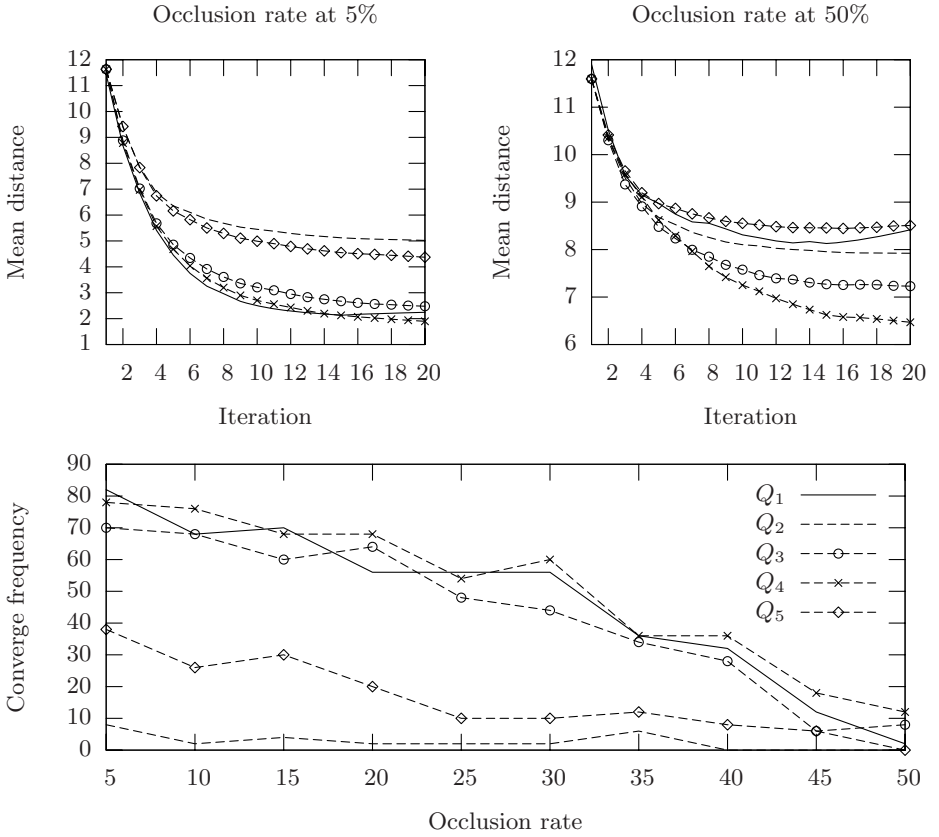 Occlusion rate at 5%
Mean distance
12
11
10
9
8
7
6
5
4
3
2
1
2 4 6 8 10 12 14 16 18 20
Iteration
Occlusion rate at 50%
Mean distance
12
11
10
9
8
7
6
2 4 6 8 10 12 14 16 18 20
Iteration
Converge frequency
90
80
70
60
50
40
30
20
10
0
Q1
Q2
Q3
Q4
Q5
5 10 15 20 25 30 35 40 45 50
Occlusion rate